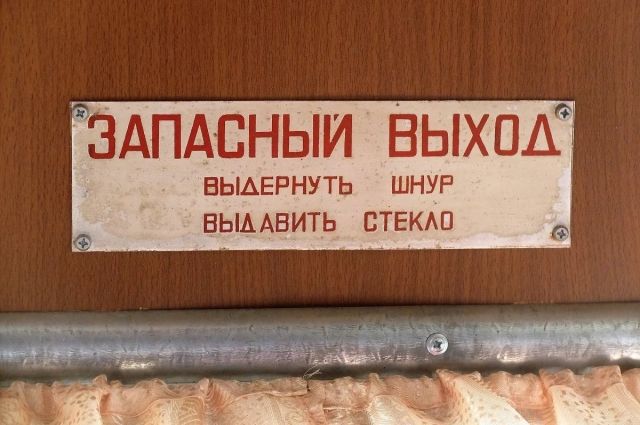 ЗАПАСНЫЙ ВЫХОД
ВЫДЕРНУТЬ ШНУР
ВЫДАВИТЬ СТЕКЛО